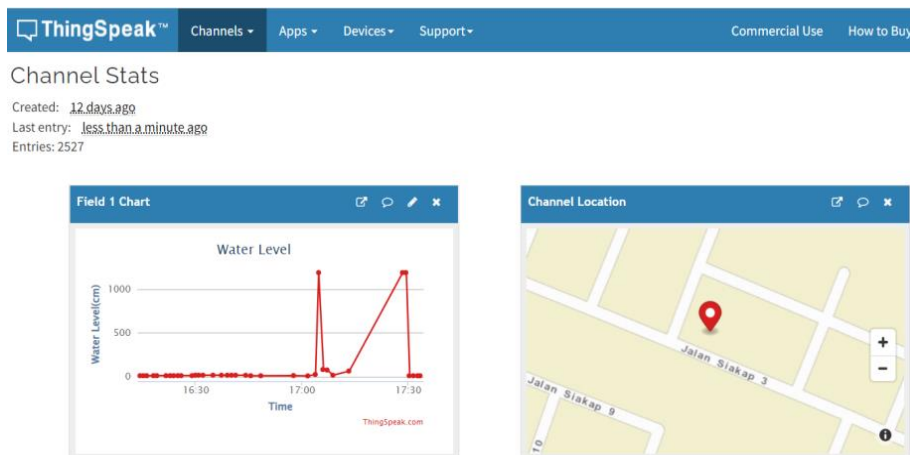 ThingSpeak™ Channels Apps Devices Support Commercial Use How to Buy
Channel Stats
Created: 12 days ago
Last entry: less than a minute ago
Entries: 2527
Field 1 Chart
Water Level
Water Level(cm)
1000
500
0
16:30 17:00 17:30
Time
ThingSpeak.com
Channel Location
Jalan Siakap 3
Jalan Siakap 9
10
+
−